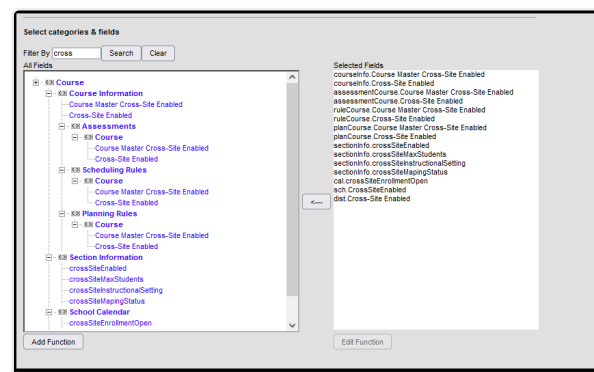 Select categories & fields
Filter By cross Search Clear
All Fields
Course
Course Information
Course Master Cross-Site Enabled
Cross-Site Enabled
Assessments
Course
Course Master Cross-Site Enabled
Cross-Site Enabled
Scheduling Rules
Course
Course Master Cross-Site Enabled
Cross-Site Enabled
Planning Rules
Course
Course Master Cross-Site Enabled
Cross-Site Enabled
Section Information
crossSiteEnabled
crossSiteMaxStudents
crossSiteInstructionalSetting
crossSiteMapingStatus
School Calendar
crossSiteEnrollmentOpen
Add Function
<---
Selected Fields
courseInfo.Course Master Cross-Site Enabled
courseInfo.Cross-Site Enabled
assessmentCourse.Course Master Cross-Site Enabled
assessmentCourse.Cross-Site Enabled
ruleCourse.Course Master Cross-Site Enabled
ruleCourse.Cross-Site Enabled
planCourse.Course Master Cross-Site Enabled
planCourse.Cross-Site Enabled
sectionInfo.crossSiteEnabled
sectionInfo.crossSiteMaxStudents
sectionInfo.crossSiteInstructionalSetting
sectionInfo.crossSiteMapingStatus
cal.crossSiteEnrollmentOpen
sch.CrossSiteEnabled
dist.Cross-Site Enabled
Edit Function